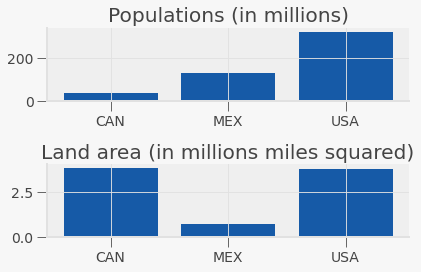 Populations (in millions)
200
0
CAN MEX USA
Land area (in millions miles squared)
2.5
0.0
CAN MEX USA